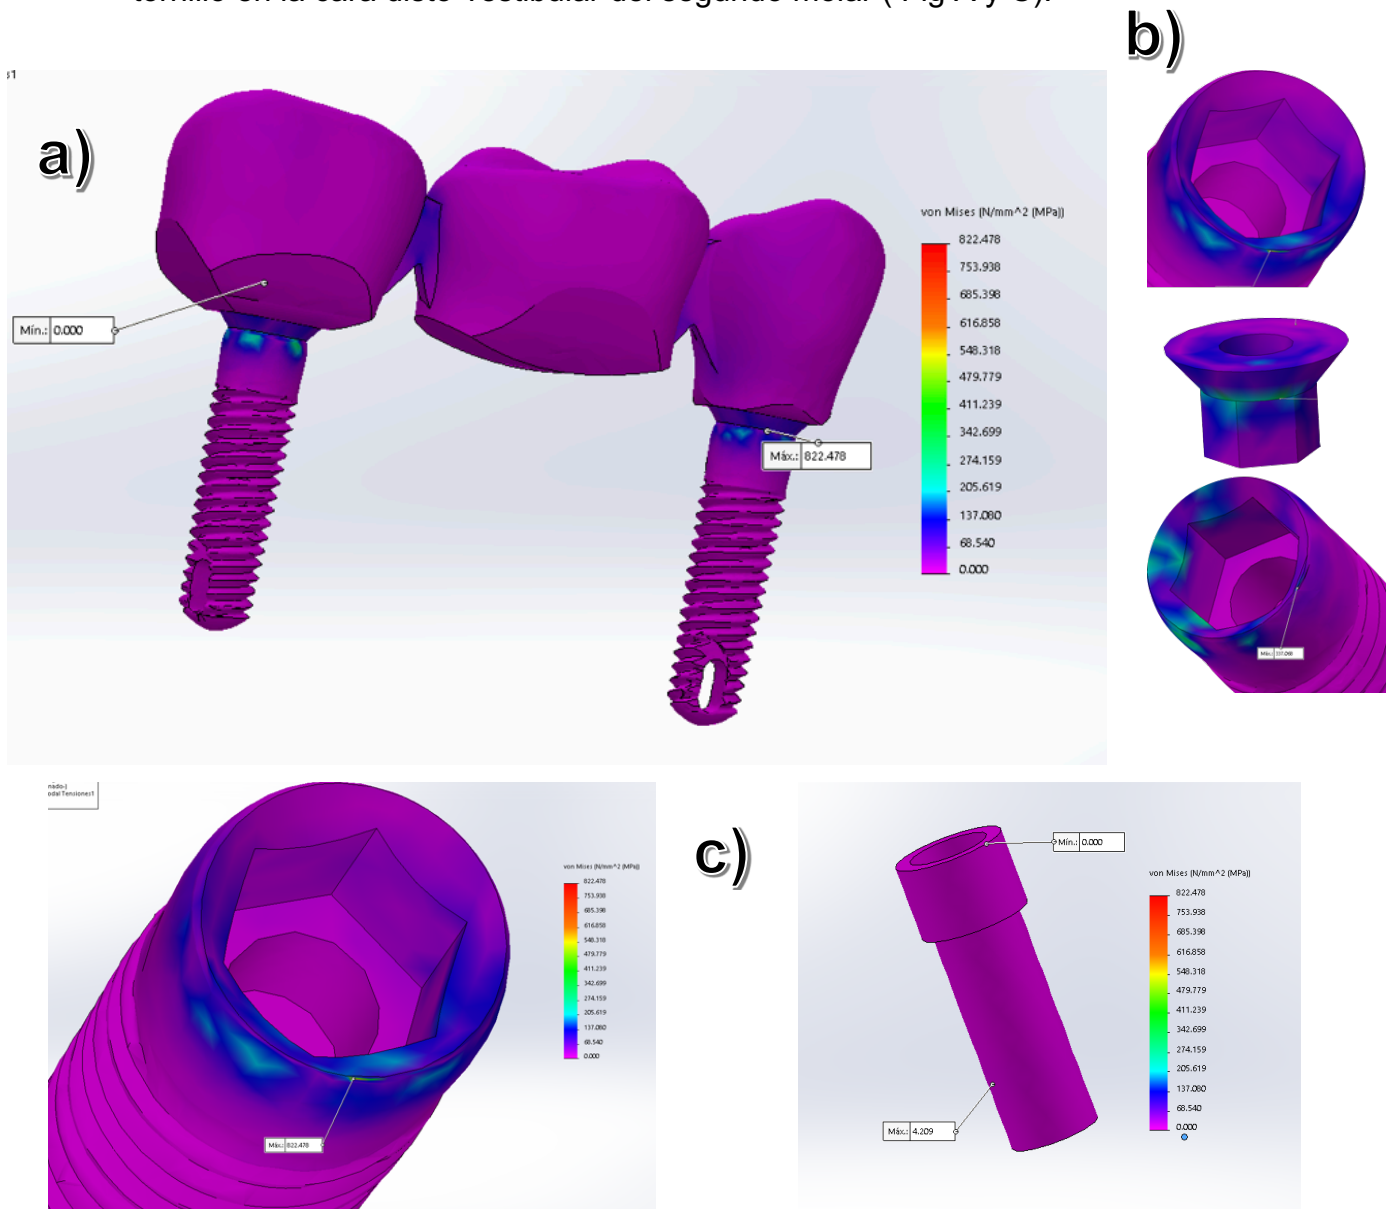 b)
s1
a)
von Mises (N/mm^2 (MPa))
822.478
753.938
685.398
616.858
548.318
479.779
411.239
342.699
274.159
205.619
137.080
68.540
0.000
Mín.: 0.000
Máx.: 822.478
nado-(
odal Tensiones1
c)
von Mises (N/mm^2 (MPa))
822.478
753.938
685.398
616.858
548.318
479.779
411.239
342.699
274.159
205.619
137.080
68.540
0.000
Máx.: 822.478
Mín.: 0.000
von Mises (N/mm^2 (MPa))
822.478
753.938
685.398
616.858
548.318
479.779
411.239
342.699
274.159
205.619
137.080
68.540
0.000
Máx.: 4.209